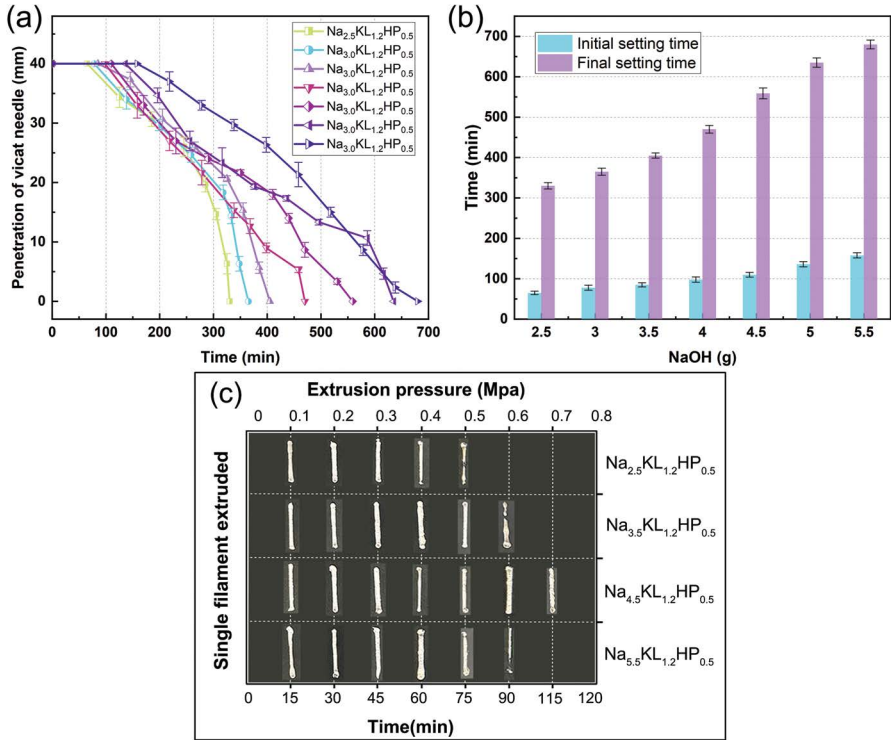 (a)
Penetration of vicat needle (mm)
50
40
30
20
10
0
0 100 200 300 400 500 600 700
Time (min)
Na2.5KL1.2HP0.5
Na3.0KL1.2HP0.5
Na3.0KL1.2HP0.5
Na3.0KL1.2HP0.5
Na3.0KL1.2HP0.5
Na3.0KL1.2HP0.5
Na3.0KL1.2HP0.5
(b)
Time (min)
700
600
500
400
300
200
100
0
2.5 3 3.5 4 4.5 5 5.5
NaOH (g)
Initial setting time
Final setting time
(c)
Extrusion pressure (Mpa)
0 0.1 0.2 0.3 0.4 0.5 0.6 0.7 0.8
Single filament extruded
Na2.5KL1.2HP0.5
Na3.5KL1.2HP0.5
Na4.5KL1.2HP0.5
Na5.5KL1.2HP0.5
0 15 30 45 60 75 90 115 120
Time(min)